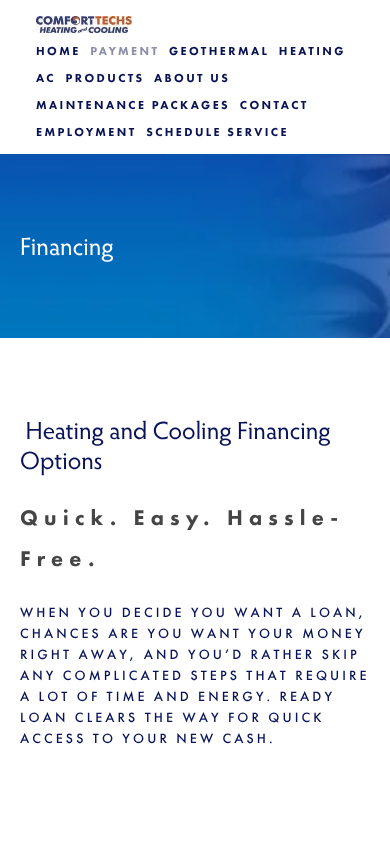 COMFORTTECHS
HEATING and COOLING
HOME PAYMENT GEOTHERMAL HEATING
AC PRODUCTS ABOUT US
MAINTENANCE PACKAGES CONTACT
EMPLOYMENT SCHEDULE SERVICE
Financing
Heating and Cooling Financing
Options
Quick. Easy. Hassle-
Free.
WHEN YOU DECIDE YOU WANT A LOAN,
CHANCES ARE YOU WANT YOUR MONEY
RIGHT AWAY, AND YOU’D RATHER SKIP
ANY COMPLICATED STEPS THAT REQUIRE
A LOT OF TIME AND ENERGY. READY
LOAN CLEARS THE WAY FOR QUICK
ACCESS TO YOUR NEW CASH.